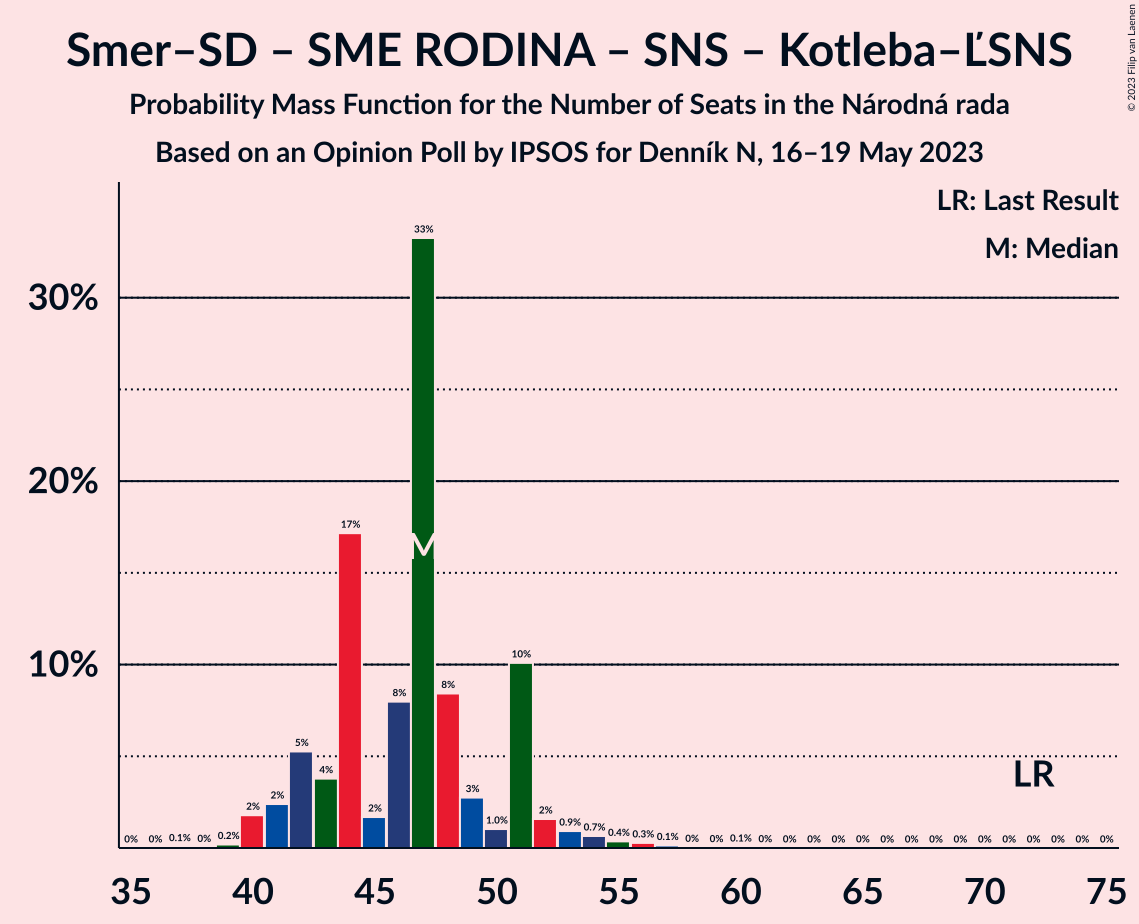 Smer–SD – SME RODINA – SNS – Kotleba–ĽSNS
Probability Mass Function for the Number of Seats in the Národná rada
Based on an Opinion Poll by IPSOS for Denník N, 16–19 May 2023
© 2023 Filip van Laenen
LR: Last Result
M: Median
30%
20%
10%
0% 0% 0.1% 0% 0.2% 2% 2% 5% 4% 17% 2% 8% 33% 8% 3% 1.0% 10% 2% 0.9% 0.7% 0.4% 0.3% 0.1% 0% 0% 0.1% 0% 0% 0% 0% 0% 0% 0% 0% 0% 0% 0% 0% 0% 0% 0%
M
LR
35 40 45 50 55 60 65 70 75